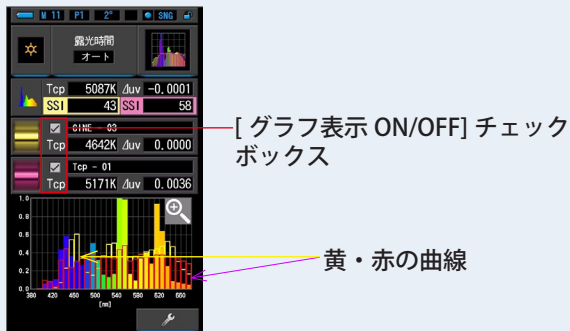 M 11 P1 2° SNG
露光時間
オート
Tcp 5087K ⊿uv -0.0001
SSI 43 SSI 58
CINE - 03
Tcp 4642K ⊿uv 0.0000
Tcp - 01
Tcp 5171K ⊿uv 0.0036
[ グラフ表示 ON/OFF] チェック
ボックス
1.0
0.8
0.6
0.4
0.2
0.0
黄・赤の曲線
380 420 460 500 540 580 620 660
[nm]